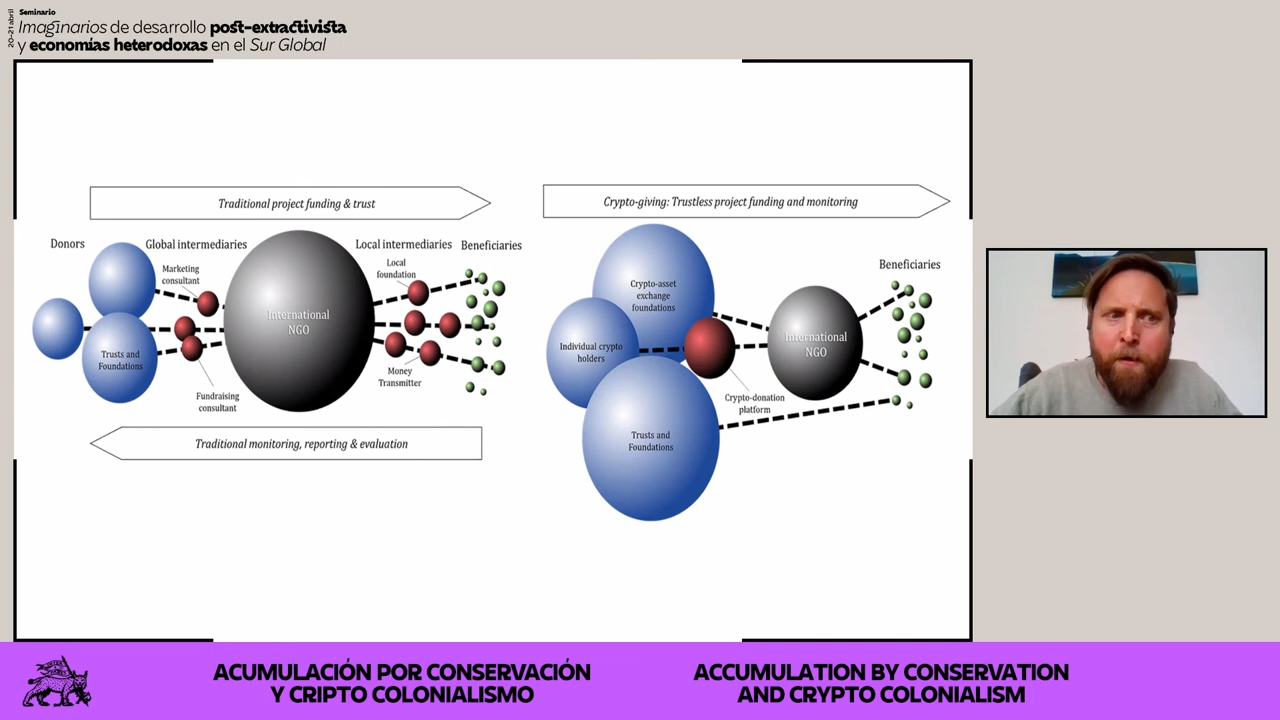 20-21 abril
Seminario
Imaginarios de desarrollo post-extractivista
y economías heterodoxas en el Sur Global
Traditional project funding & trust
Donors
Global intermediaries
Local intermediaries
Beneficiaries
Marketing
consultant
Local
foundation
International
NGO
Trusts and
Foundations
Money
Transmitter
Fundraising
consultant
Traditional monitoring, reporting & evaluation
Crypto-giving: Trustless project funding and monitoring
Beneficiaries
Crypto-asset
exchange
foundations
Individual crypto
holders
International
NGO
Crypto-donation
platform
Trusts and
Foundations
ACUMULACIÓN POR CONSERVACIÓN
Y CRIPTO COLONIALISMO
ACCUMULATION BY CONSERVATION
AND CRYPTO COLONIALISM